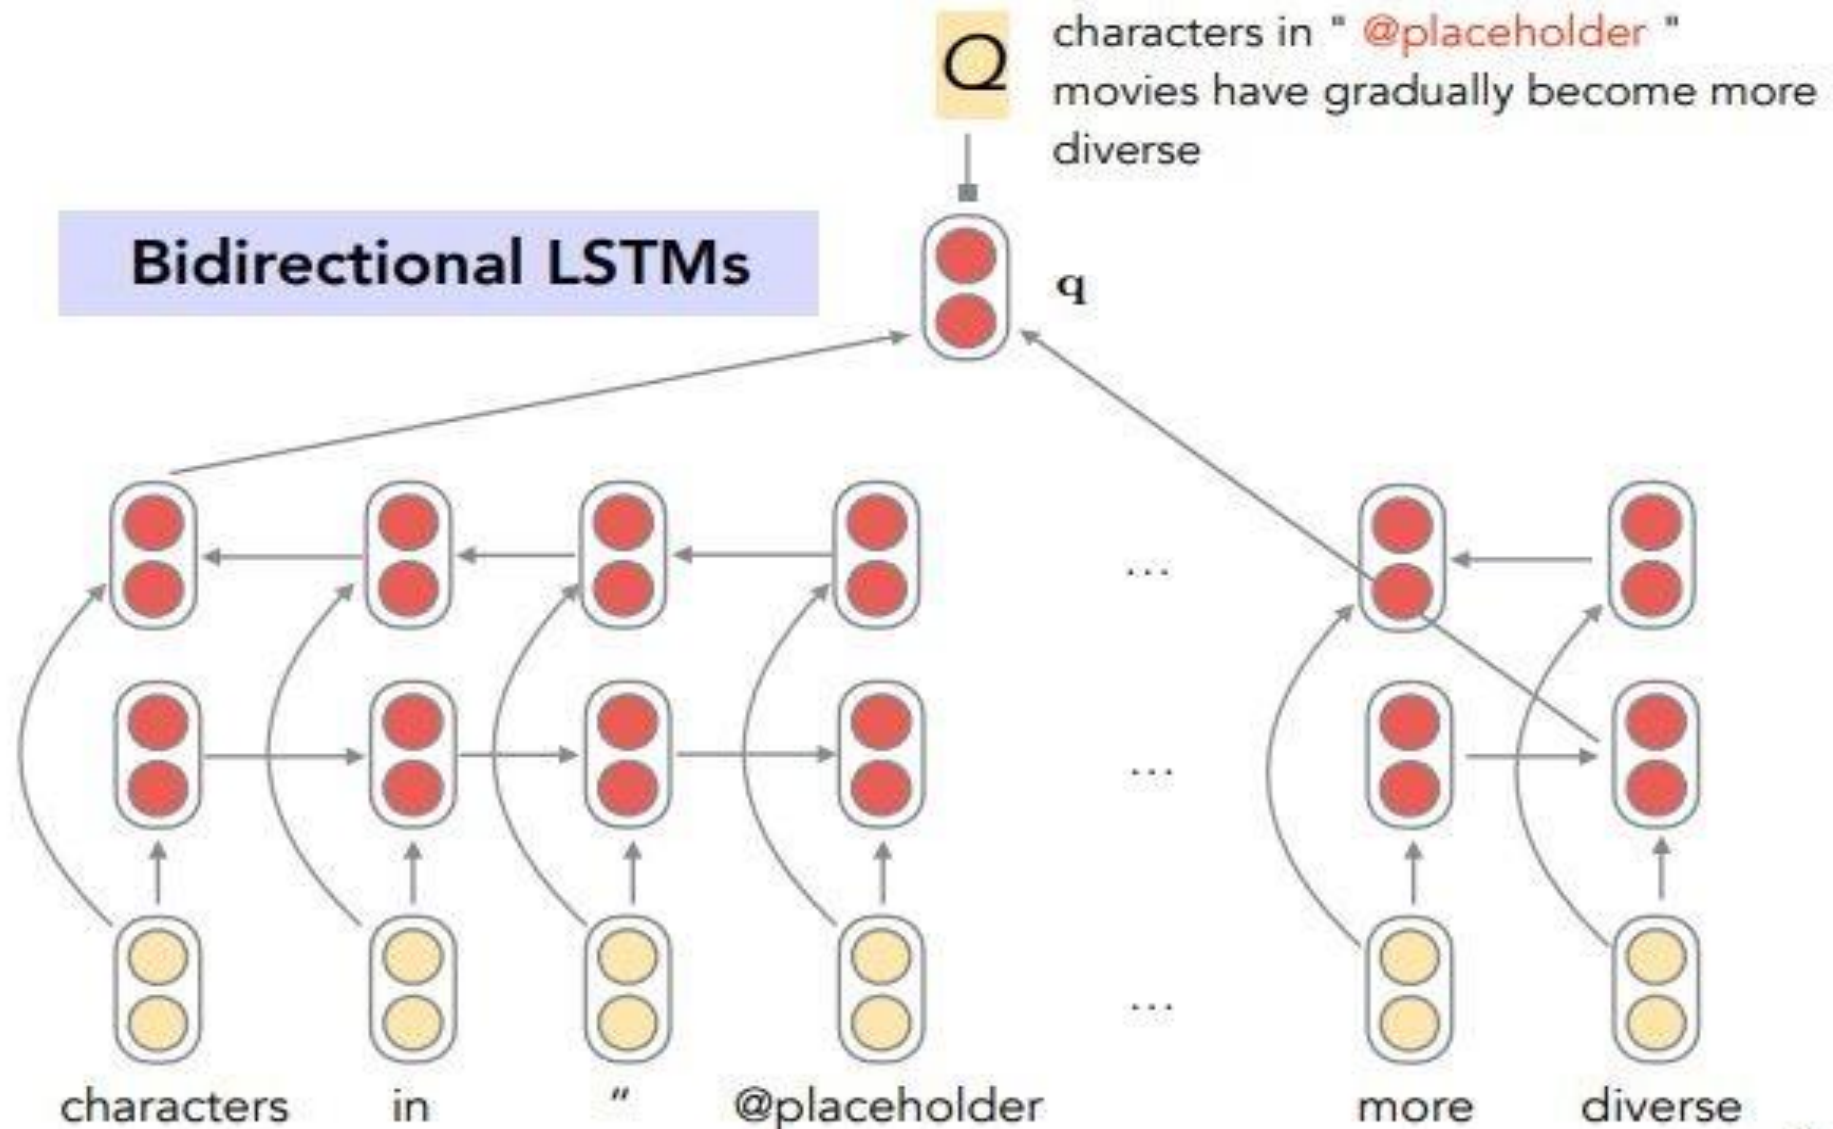 Q
characters in " @placeholder "
movies have gradually become more
diverse
Bidirectional LSTMs
q
... 
...
...
characters in " @placeholder more diverse